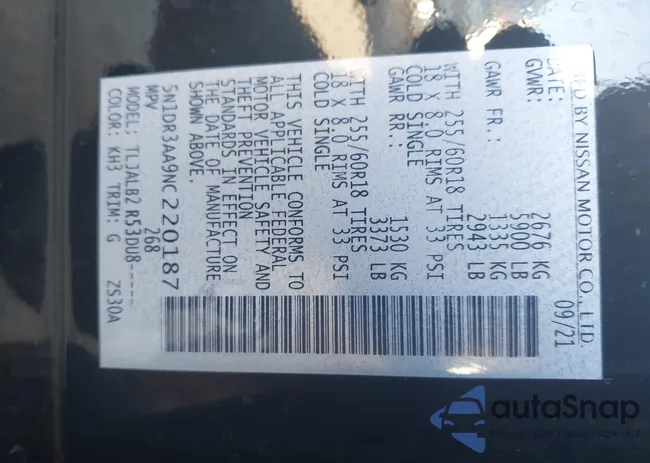 MFD BY NISSAN MOTOR CO., LTD.
DATE: 09/21
GVWR: 2676 KG
5900 LB
GAWR FR.: 1335 KG
2943 LB
WITH 255/60R18 TIRES
18 X 8.0 RIMS AT 33 PSI
COLD SINGLE
GAWR RR.: 1530 KG
3373 LB
WITH 255/60R18 TIRES
18 X 8.0 RIMS AT 33 PSI
COLD SINGLE
THIS VEHICLE CONFORMS TO
ALL APPLICABLE FEDERAL
MOTOR VEHICLE SAFETY AND
THEFT PREVENTION
STANDARDS IN EFFECT ON
THE DATE OF MANUFACTURE
SHOWN ABOVE.
5N1DR3AA9NC220187
MPV 268
MODEL: TLJALB2 R53DU8-----
COLOR: KH3 TRIM: G ZS30A
autoSnap